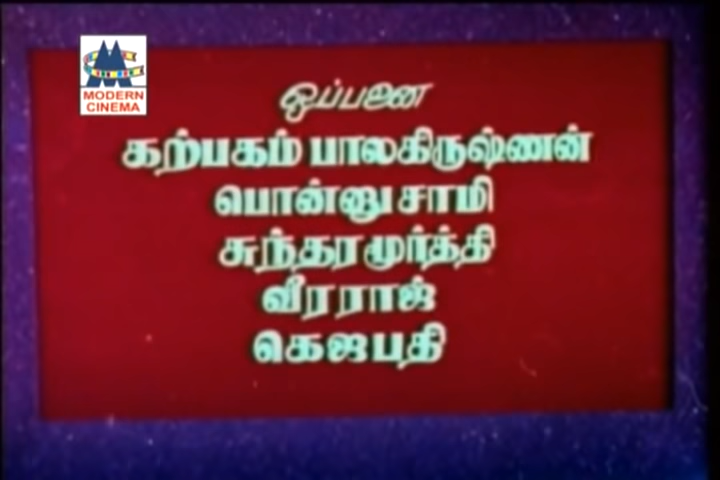 MODERN
CINEMA
ஒப்பனை
கற்பகம் பாலகிருஷ்ணன்
பொன்னுசாமி
சுந்தரமூர்த்தி
வீரராஜ்
கெஜபதி